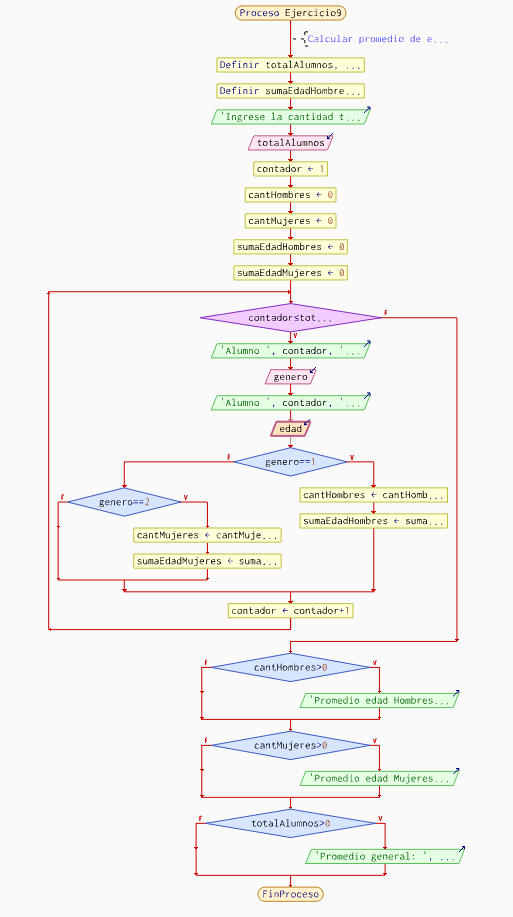 Proceso Ejercicio9
Calcular promedio de e...
Definir totalAlumnos, ...
Definir sumaEdadHombre...
'Ingrese la cantidad t...
totalAlumnos
contador ← 1
cantHombres ← 0
cantMujeres ← 0
sumaEdadHombres ← 0
sumaEdadMujeres ← 0
contador≤tot...
F
V
'Alumno ', contador, '...
genero
'Alumno ', contador, '...
edad
F
genero==1
V
cantHombres ← cantHomb...
F
genero==2
V
sumaEdadHombres ← suma...
cantMujeres ← cantMuje...
sumaEdadMujeres ← suma...
contador ← contador+1
F
cantHombres>0
V
'Promedio edad Hombres...
F
cantMujeres>0
V
'Promedio edad Mujeres...
F
totalAlumnos>0
V
'Promedio general: ', ...
FinProceso